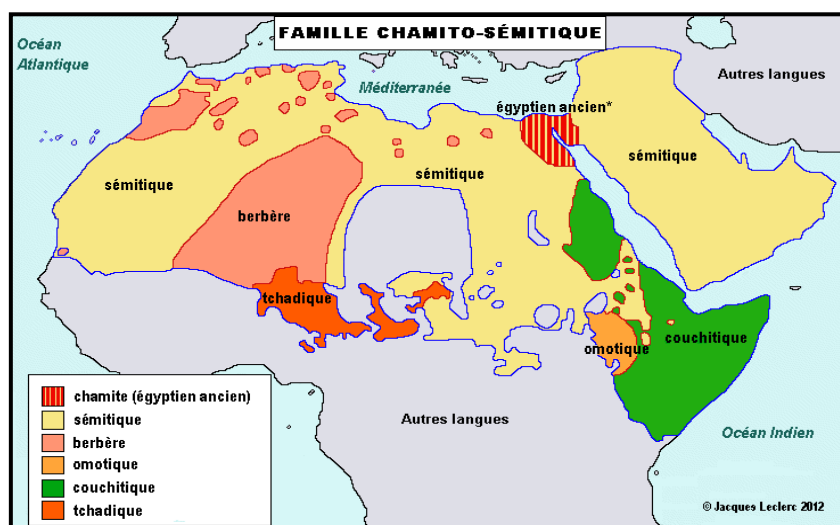 FAMILLE CHAMITO-SÉMITIQUE
Océan
Atlantique
Méditerranée
Autres langues
égyptien ancien*
sémitique
sémitique
sémitique
berbère
tchadique
omotique
couchitique
Autres langues
Océan Indien
chamite (égyptien ancien)
sémitique
berbère
omotique
couchitique
tchadique
© Jacques Leclerc 2012